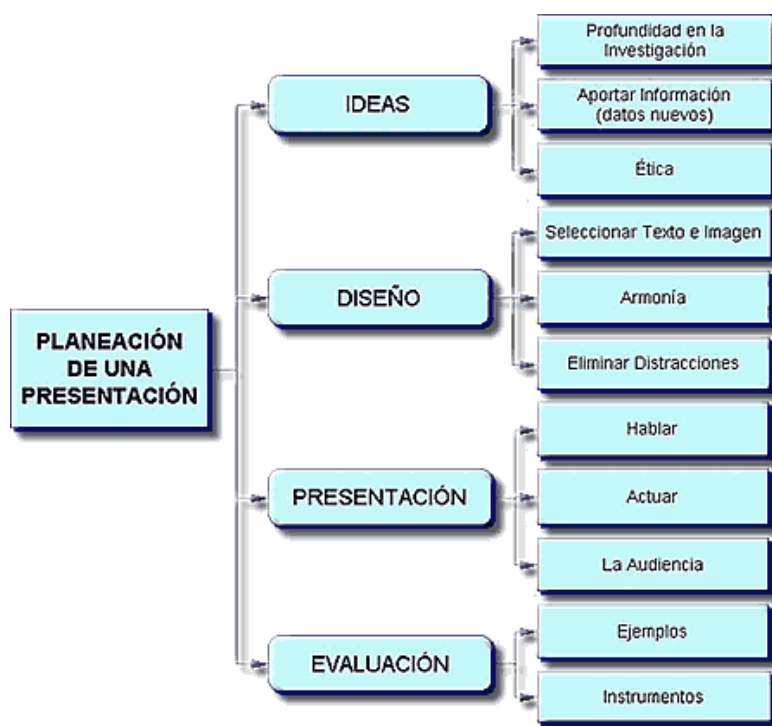 PLANEACIÓN
DE UNA
PRESENTACIÓN
IDEAS
Profundidad en la
Investigación
Aportar Información
(datos nuevos)
Ética
DISEÑO
Seleccionar Texto e Imagen
Armonía
Eliminar Distracciones
PRESENTACIÓN
Hablar
Actuar
La Audiencia
EVALUACIÓN
Ejemplos
Instrumentos